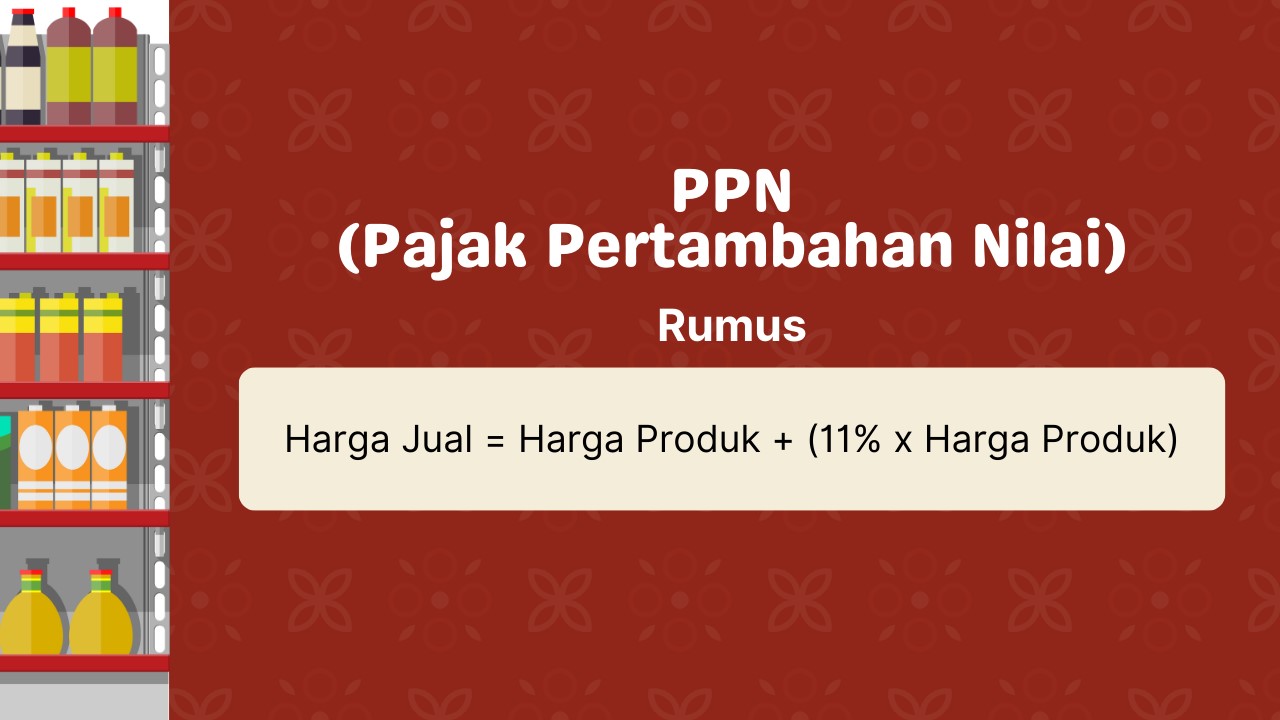 PPN
(Pajak Pertambahan Nilai)
Rumus
Harga Jual = Harga Produk + (11% x Harga Produk)